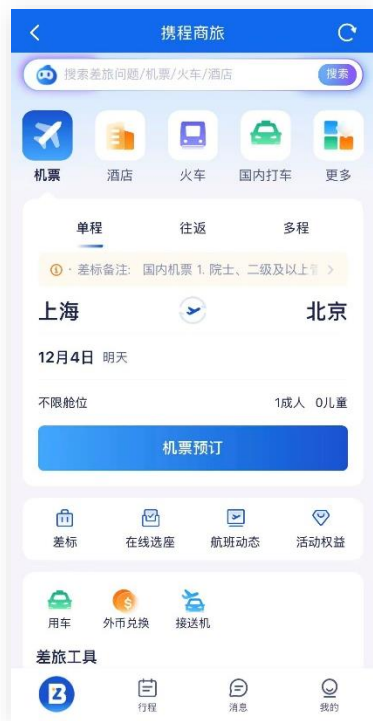 携程商旅
搜索差旅问题/机票/火车/酒店 搜索
机票 酒店 火车 国内打车 更多
单程 往返 多程
· 差标备注: 国内机票 1. 院士、二级及以上
上海 北京
12月4日 明天
不限舱位 1成人 0儿童
机票预订
差标 在线选座 航班动态 活动权益
用车 外币兑换 接送机
差旅工具
行程 消息 我的